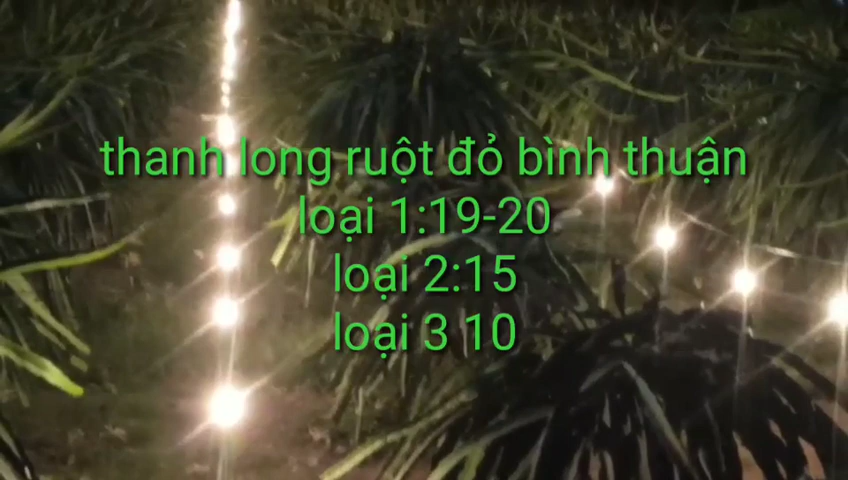 thanh long ruột đỏ bình thuận
loại 1:19-20
loại 2:15
loại 3 10